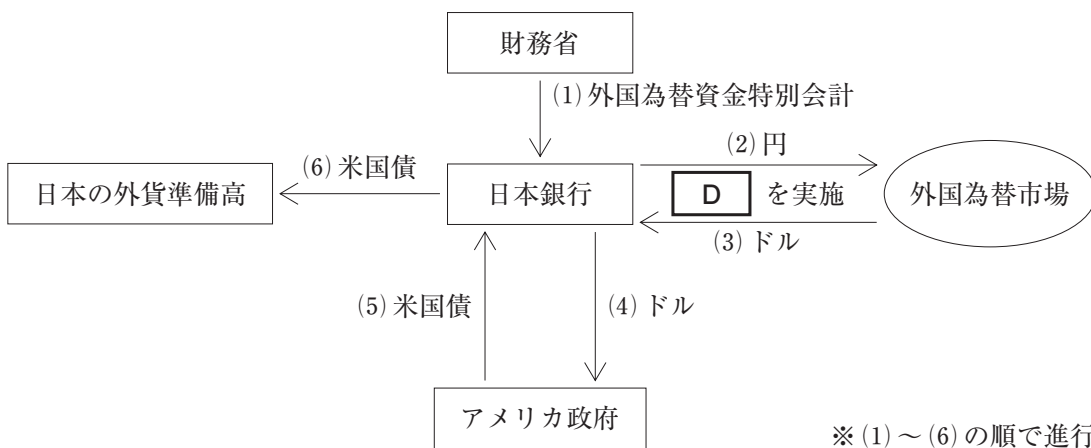 財務省
(1)外国為替資金特別会計
(2)円
(6)米国債
日本の外貨準備高
日本銀行
D を実施
外国為替市場
(3)ドル
(5)米国債
(4)ドル
アメリカ政府
※(1)～(6)の順で進行